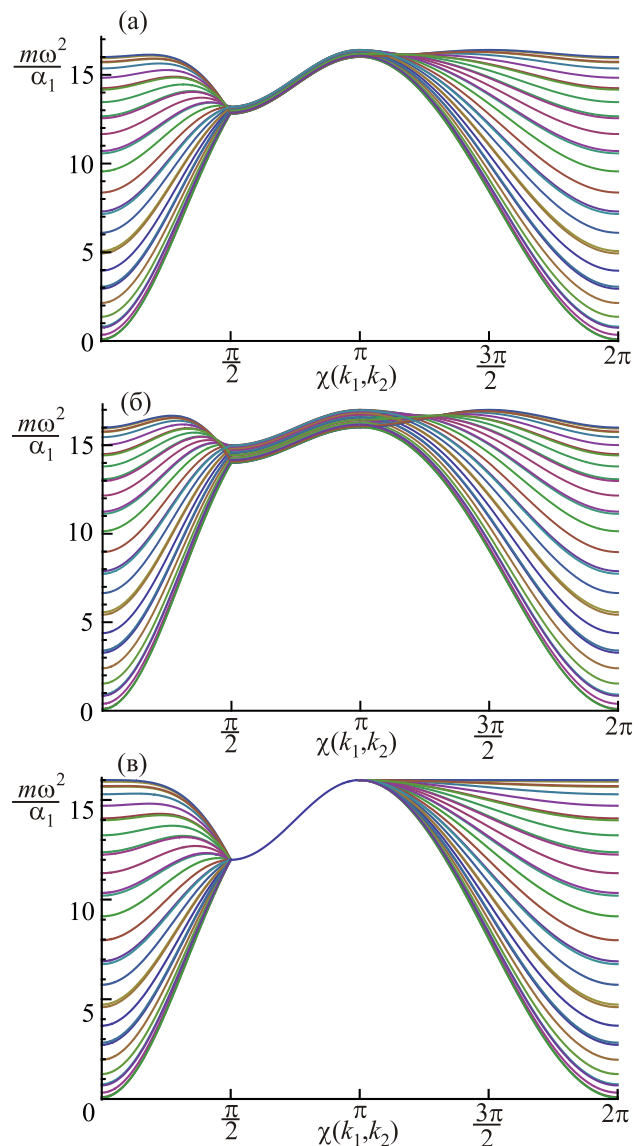 (а)
mω²/α₁
15
10
5
0
π/2 π 3π/2 2π
χ(k₁,k₂)
(б)
mω²/α₁
15
10
5
0
π/2 π 3π/2 2π
χ(k₁,k₂)
(в)
mω²/α₁
15
10
5
0
π/2 π 3π/2 2π
χ(k₁,k₂)